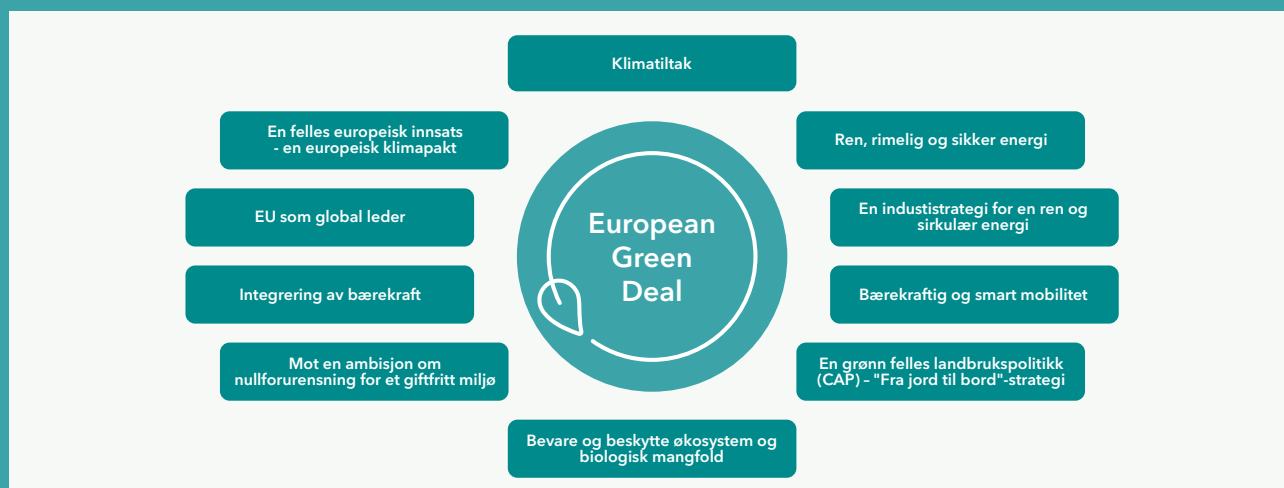 Klimatiltak
En felles europeisk innsats
- en europeisk klimapakt
Ren, rimelig og sikker energi
EU som global leder
En industistrategi for en ren og
sirkulær energi
European
Green
Deal
Integrering av bærekraft
Bærekraftig og smart mobilitet
Mot en ambisjon om
nullforurensning for et giftfritt miljø
En grønn felles landbrukspolitikk
(CAP) – "Fra jord til bord"-strategi
Bevare og beskytte økosystem og
biologisk mangfold